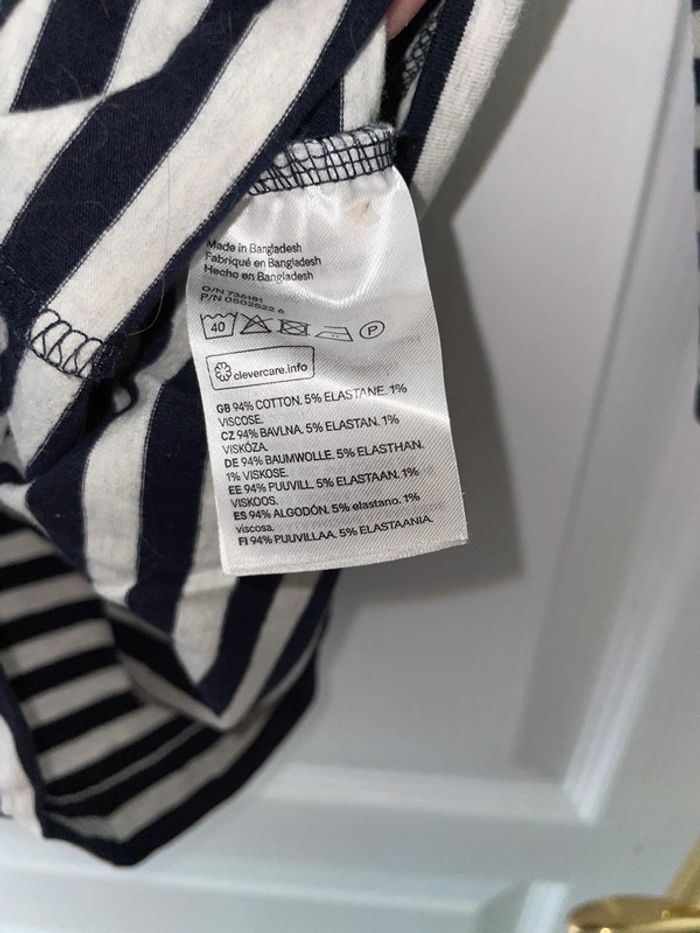 Made in Bangladesh
Fabriqué en Bangladesh
Hecho en Bangladesh
O/N 736181
P/N 0502522 6
40
P
clevercare.info
GB 94% COTTON. 5% ELASTANE. 1%
VISCOSE.
CZ 94% BAVLNA. 5% ELASTAN. 1%
VISKÓZA.
DE 94% BAUMWOLLE. 5% ELASTHAN.
1% VISKOSE.
EE 94% PUUVILL. 5% ELASTAAN. 1%
VISKOOS.
ES 94% ALGODÓN. 5% elastano. 1%
viscosa.
FI 94% PUUVILLAA. 5% ELASTAANIA.